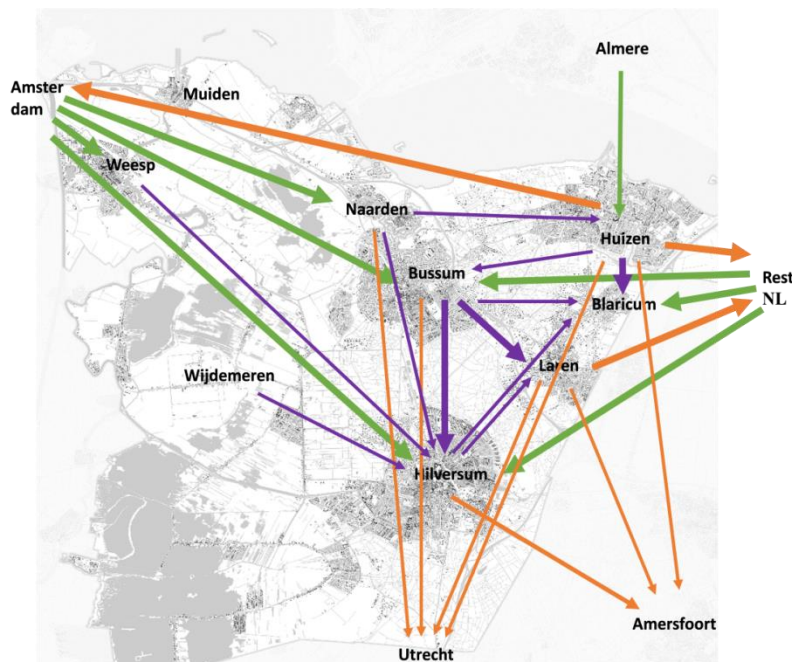 Almere
Amster
dam
Muiden
Weesp
Naarden
Huizen
Bussum
Rest
NL
Blaricum
Laren
Wijdemeren
Hilversum
Amersfoort
Utrecht